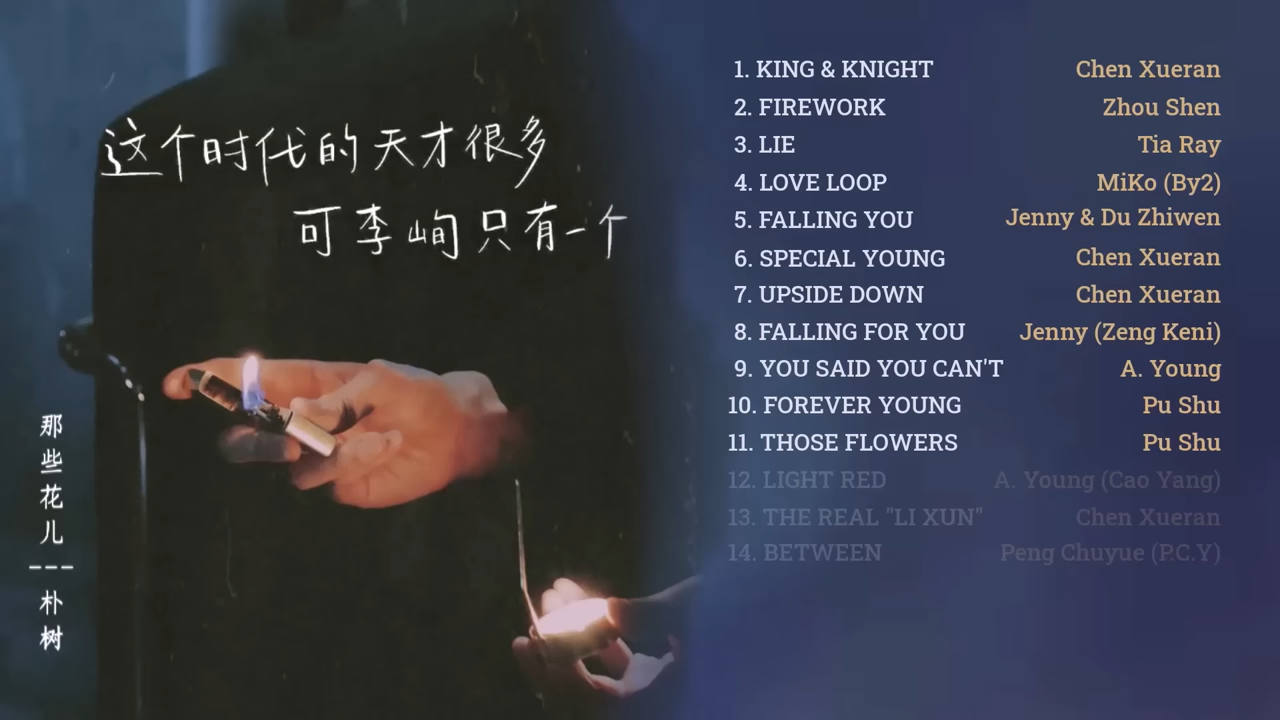 这个时代的天才很多
可李峋只有一个
那些花儿---朴树
1. KING & KNIGHT Chen Xueran
2. FIREWORK Zhou Shen
3. LIE Tia Ray
4. LOVE LOOP MiKo (By2)
5. FALLING YOU Jenny & Du Zhiwen
6. SPECIAL YOUNG Chen Xueran
7. UPSIDE DOWN Chen Xueran
8. FALLING FOR YOU Jenny (Zeng Keni)
9. YOU SAID YOU CAN'T A. Young
10. FOREVER YOUNG Pu Shu
11. THOSE FLOWERS Pu Shu
12. LIGHT RED A. Young (Cao Yang)
13. THE REAL "LI XUN" Chen Xueran
14. BETWEEN Peng Chuyue (P.C.Y)